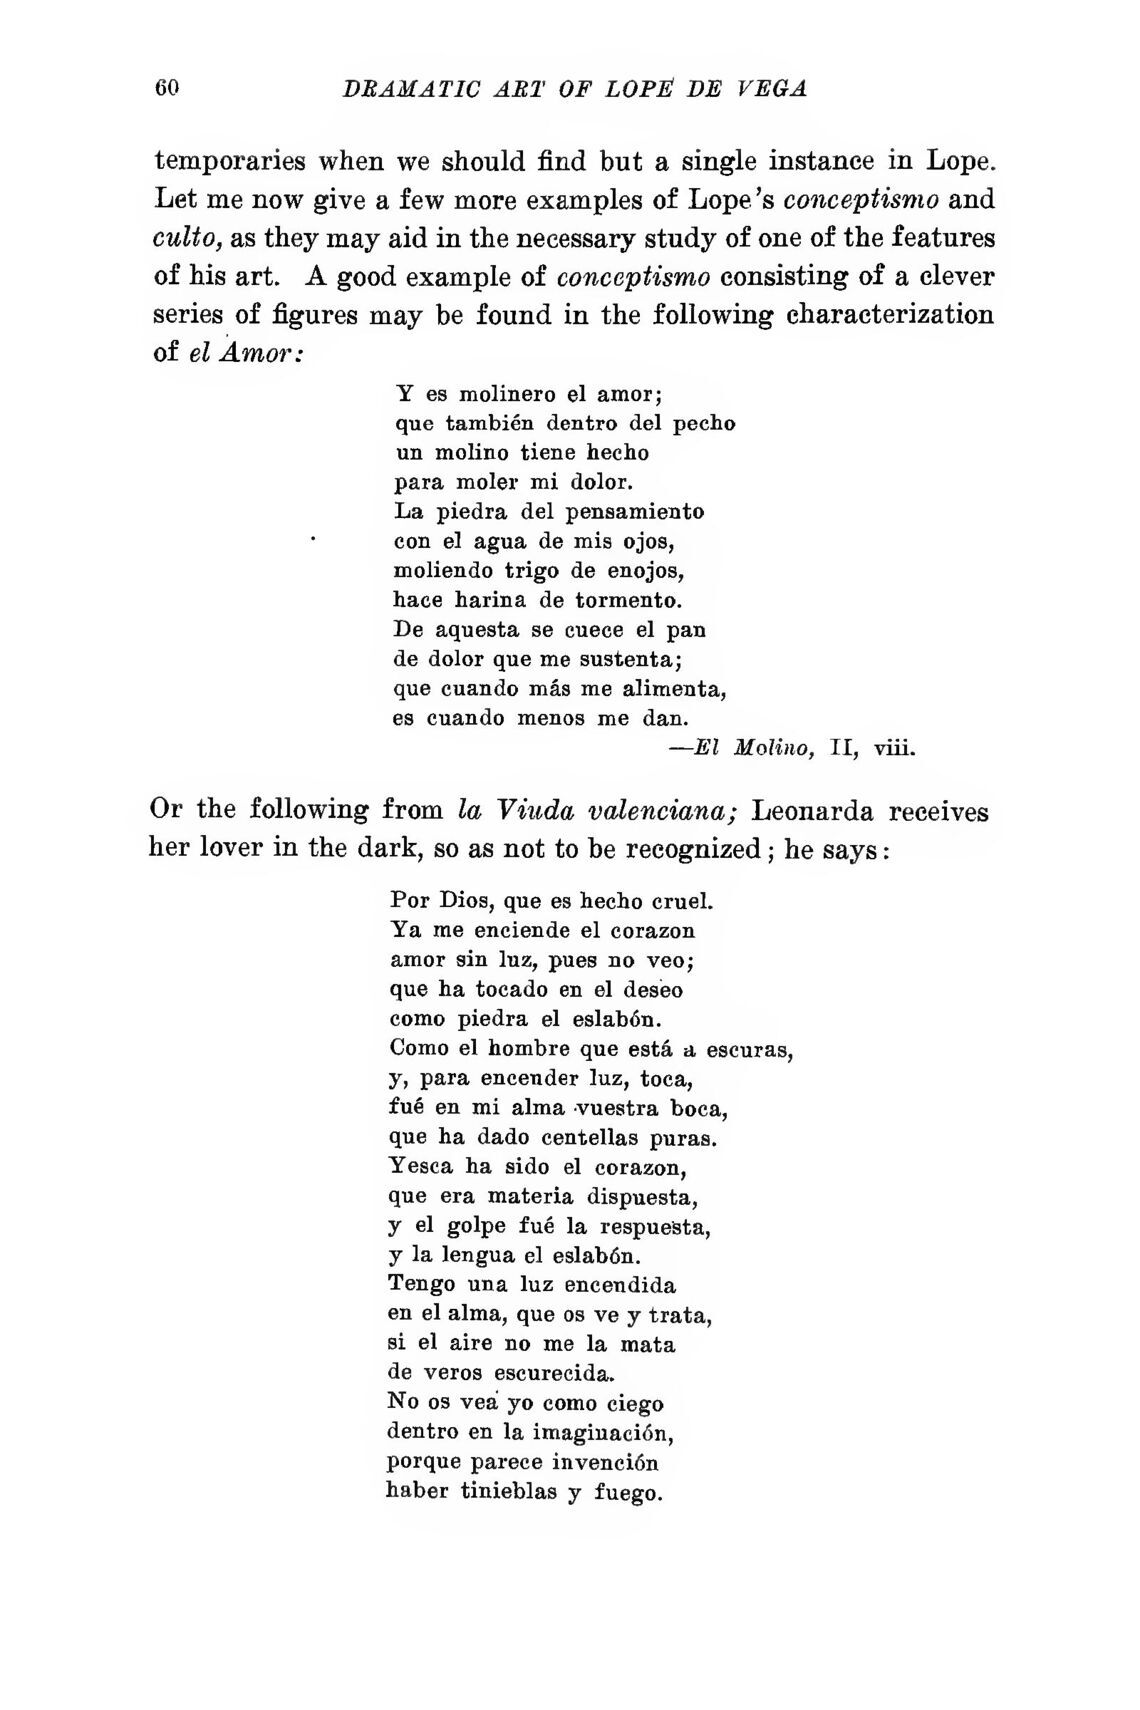 60 DRAMATIC ART OF LOPE DE VEGA
temporaries when we should find but a single instance in Lope.
Let me now give a few more examples of Lope's conceptismo and
culto, as they may aid in the necessary study of one of the features
of his art. A good example of conceptismo consisting of a clever
series of figures may be found in the following characterization
of el Amor:
Y es molinero el amor;
que también dentro del pecho
un molino tiene hecho
para moler mi dolor.
La piedra del pensamiento
con el agua de mis ojos,
moliendo trigo de enojos,
hace harina de tormento.
De aquesta se cuece el pan
de dolor que me sustenta;
que cuando más me alimenta,
es cuando menos me dan.
—El Molino, II, viii.
Or the following from la Viuda valenciana; Leonarda receives
her lover in the dark, so as not to be recognized; he says:
Por Dios, que es hecho cruel.
Ya me enciende el corazon
amor sin luz, pues no veo;
que ha tocado en el deseo
como piedra el eslabón.
Como el hombre que está a escuras,
y, para encender luz, toca,
fué en mi alma vuestra boca,
que ha dado centellas puras.
Yesca ha sido el corazon,
que era materia dispuesta,
y el golpe fué la respuesta,
y la lengua el eslabón.
Tengo una luz encendida
en el alma, que os ve y trata,
si el aire no me la mata
de veros escurecida.
No os vea yo como ciego
dentro en la imaginación,
porque parece invención
haber tinieblas y fuego.